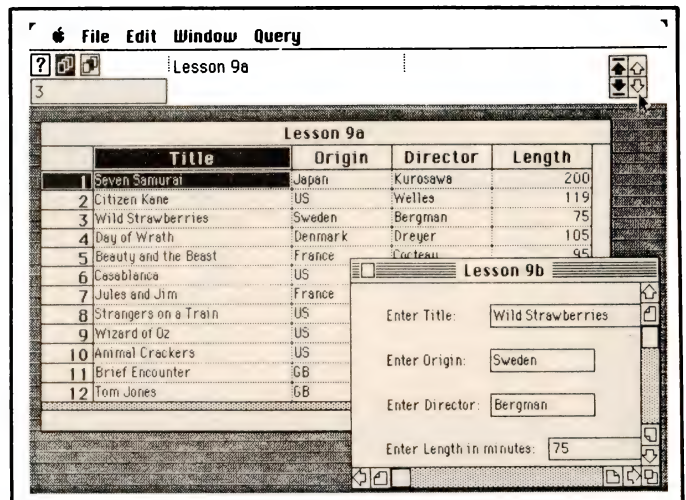 File Edit Window Query
? Lesson 9a
3
Lesson 9a
Title Origin Director Length
1 Seven Samurai Japan Kurosawa 200
2 Citizen Kane US Welles 119
3 Wild Strawberries Sweden Bergman 75
4 Day of Wrath Denmark Dreyer 105
5 Beauty and the Beast France Cocteau 95
6 Casablanca US
7 Jules and Jim France
8 Strangers on a Train US
9 Wizard of Oz US
10 Animal Crackers US
11 Brief Encounter GB
12 Tom Jones GB
Lesson 9b
Enter Title: Wild Strawberries
Enter Origin: Sweden
Enter Director: Bergman
Enter Length in minutes: 75